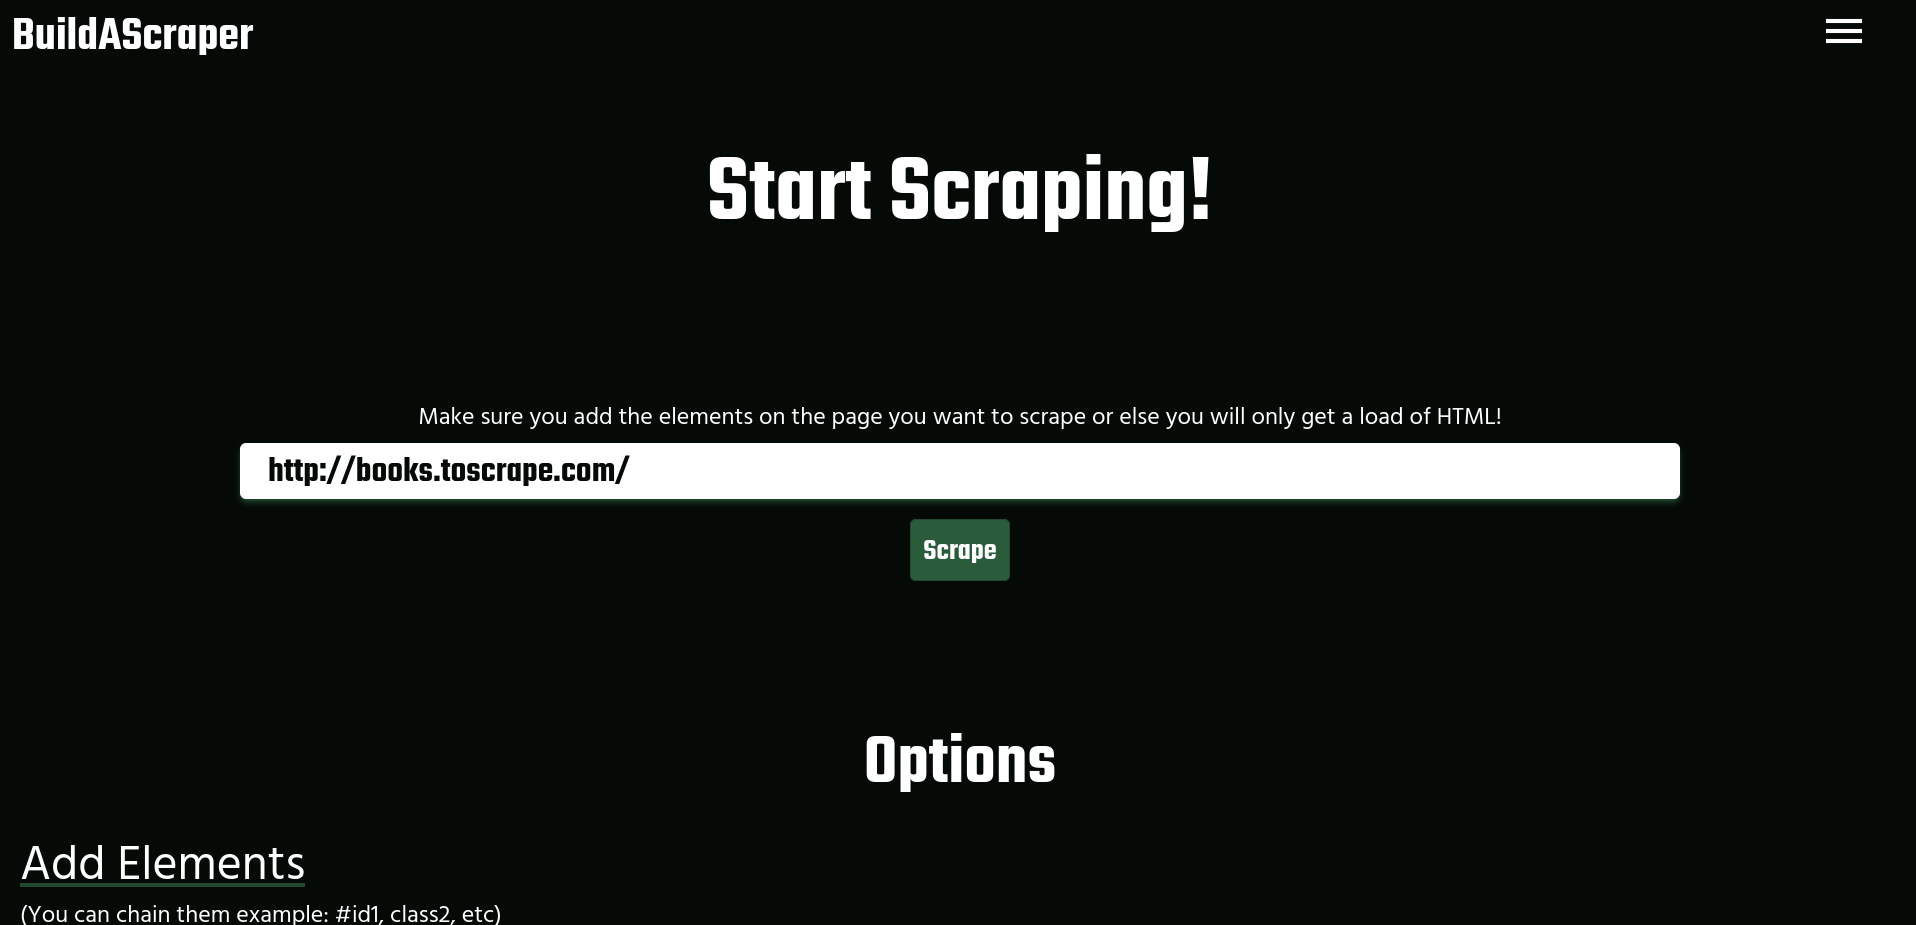 BuildAScraper
Start Scraping!
Make sure you add the elements on the page you want to scrape or else you will only get a load of HTML!
http://books.toscrape.com/
Scrape
Options
Add Elements
(You can chain them example: #id1, class2, etc)